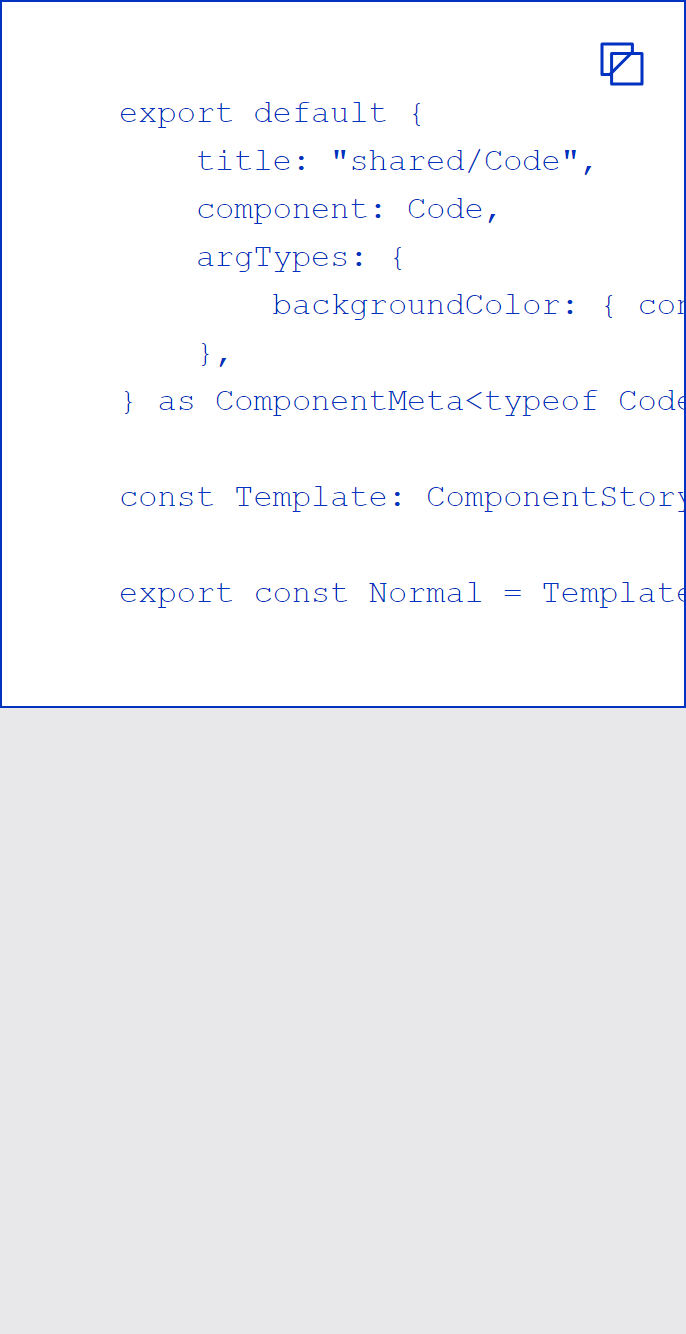 export default {
    title: "shared/Code",
    component: Code,
    argTypes: {
        backgroundColor: { con
    },
} as ComponentMeta<typeof Code

const Template: ComponentStory

export const Normal = Template